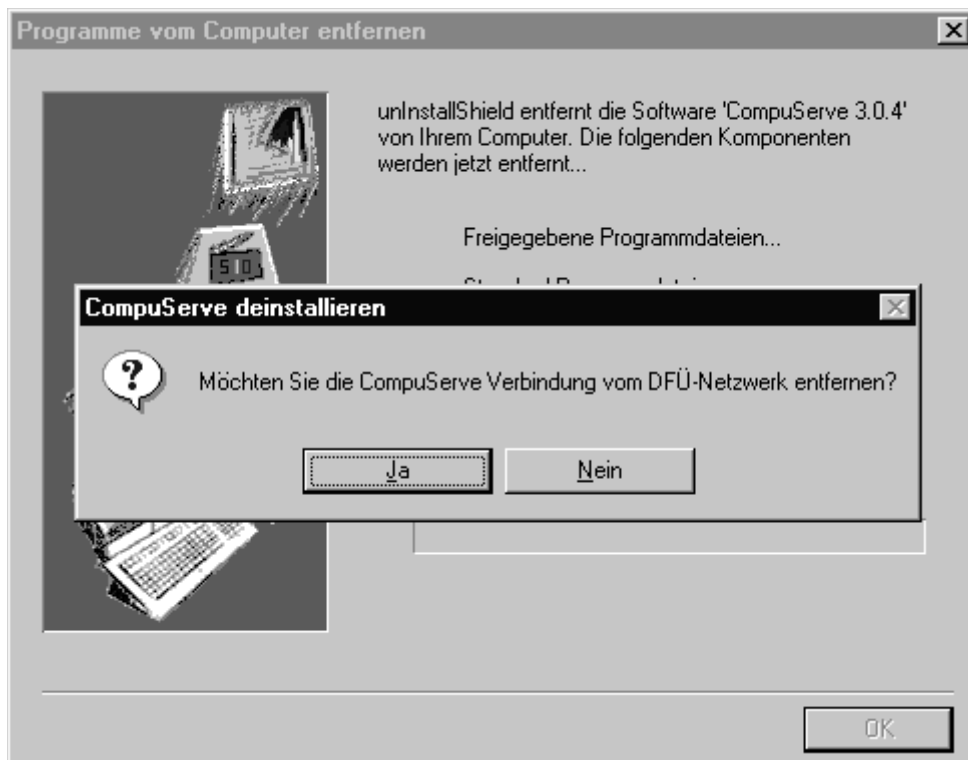 Programme vom Computer entfernen
unInstallShield entfernt die Software 'CompuServe 3.0.4'
von Ihrem Computer. Die folgenden Komponenten
werden jetzt entfernt...
Freigegebene Programmdateien...
CompuServe deinstallieren
Möchten Sie die CompuServe Verbindung vom DFÜ-Netzwerk entfernen?
Ja
Nein
OK